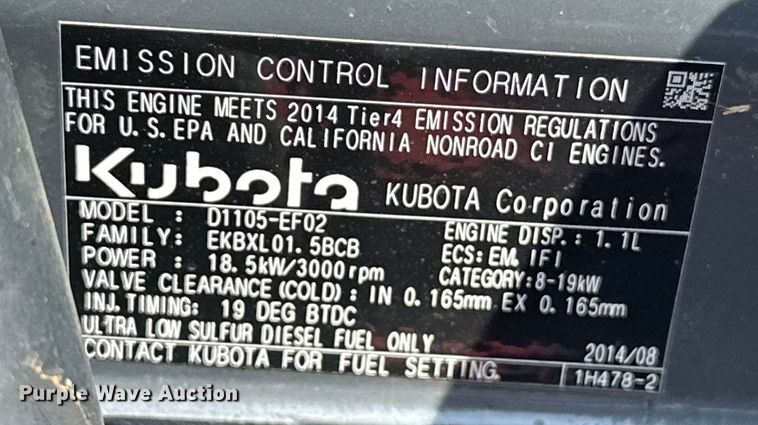 EMISSION CONTROL INFORMATION
THIS ENGINE MEETS 2014 Tier4 EMISSION REGULATIONS
FOR U.S.EPA AND CALIFORNIA NONROAD CI ENGINES.
Kubota KUBOTA Corporation
MODEL : D1105-EF02 ENGINE DISP.: 1.1L
FAMILY: EKBXL01.5BCB ECS: EM, IFI
POWER : 18.5kW/3000rpm CATEGORY:8-19kW
VALVE CLEARANCE(COLD): IN 0.165mm EX 0.165mm
INJ.TIMING: 19 DEG BTDC
ULTRA LOW SULFUR DIESEL FUEL ONLY 2014/08
CONTACT KUBOTA FOR FUEL SETTING. 1H478-2
Purple Wave Auction